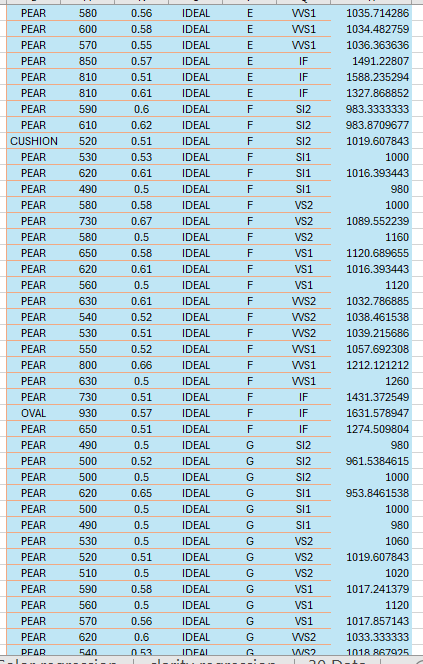 PEAR 580 0.56 IDEAL E VVS1 1035.714286
PEAR 600 0.58 IDEAL E VVS1 1034.482759
PEAR 570 0.55 IDEAL E VVS1 1036.363636
PEAR 850 0.57 IDEAL E IF 1491.22807
PEAR 810 0.51 IDEAL E IF 1588.235294
PEAR 810 0.61 IDEAL E IF 1327.868852
PEAR 590 0.6 IDEAL F SI2 983.3333333
PEAR 610 0.62 IDEAL F SI2 983.8709677
CUSHION 520 0.51 IDEAL F SI2 1019.607843
PEAR 530 0.53 IDEAL F SI1 1000
PEAR 620 0.61 IDEAL F SI1 1016.393443
PEAR 490 0.5 IDEAL F SI1 980
PEAR 580 0.58 IDEAL F VS2 1000
PEAR 730 0.67 IDEAL F VS2 1089.552239
PEAR 580 0.5 IDEAL F VS2 1160
PEAR 650 0.58 IDEAL F VS1 1120.689655
PEAR 620 0.61 IDEAL F VS1 1016.393443
PEAR 560 0.5 IDEAL F VS1 1120
PEAR 630 0.61 IDEAL F VVS2 1032.786885
PEAR 540 0.52 IDEAL F VVS2 1038.461538
PEAR 530 0.51 IDEAL F VVS2 1039.215686
PEAR 550 0.52 IDEAL F VVS1 1057.692308
PEAR 800 0.66 IDEAL F VVS1 1212.121212
PEAR 630 0.5 IDEAL F VVS1 1260
PEAR 730 0.51 IDEAL F IF 1431.372549
OVAL 930 0.57 IDEAL F IF 1631.578947
PEAR 650 0.51 IDEAL F IF 1274.509804
PEAR 490 0.5 IDEAL G SI2 980
PEAR 500 0.52 IDEAL G SI2 961.5384615
PEAR 500 0.5 IDEAL G SI2 1000
PEAR 620 0.65 IDEAL G SI1 953.8461538
PEAR 500 0.5 IDEAL G SI1 1000
PEAR 490 0.5 IDEAL G SI1 980
PEAR 530 0.5 IDEAL G VS2 1060
PEAR 520 0.51 IDEAL G VS2 1019.607843
PEAR 510 0.5 IDEAL G VS2 1020
PEAR 590 0.58 IDEAL G VS1 1017.241379
PEAR 560 0.5 IDEAL G VS1 1120
PEAR 570 0.56 IDEAL G VS1 1017.857143
PEAR 620 0.6 IDEAL G VVS2 1033.333333
PEAR 540 0.53 IDEAL G VVS2 1018.867925